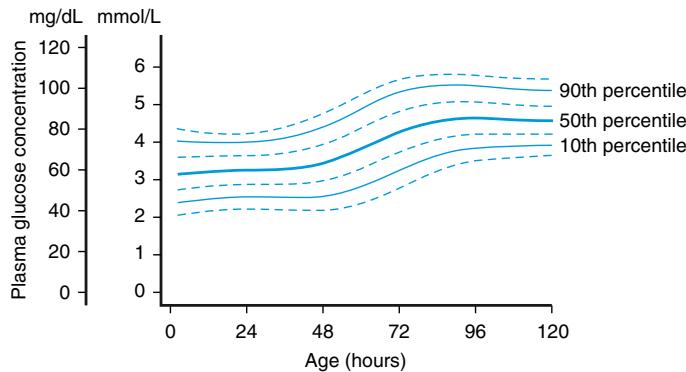 mg/dL mmol/L
Plasma glucose concentration
120
100
80
60
40
20
0
6
5
4
3
2
1
0
90th percentile
50th percentile
10th percentile
0 24 48 72 96 120
Age (hours)